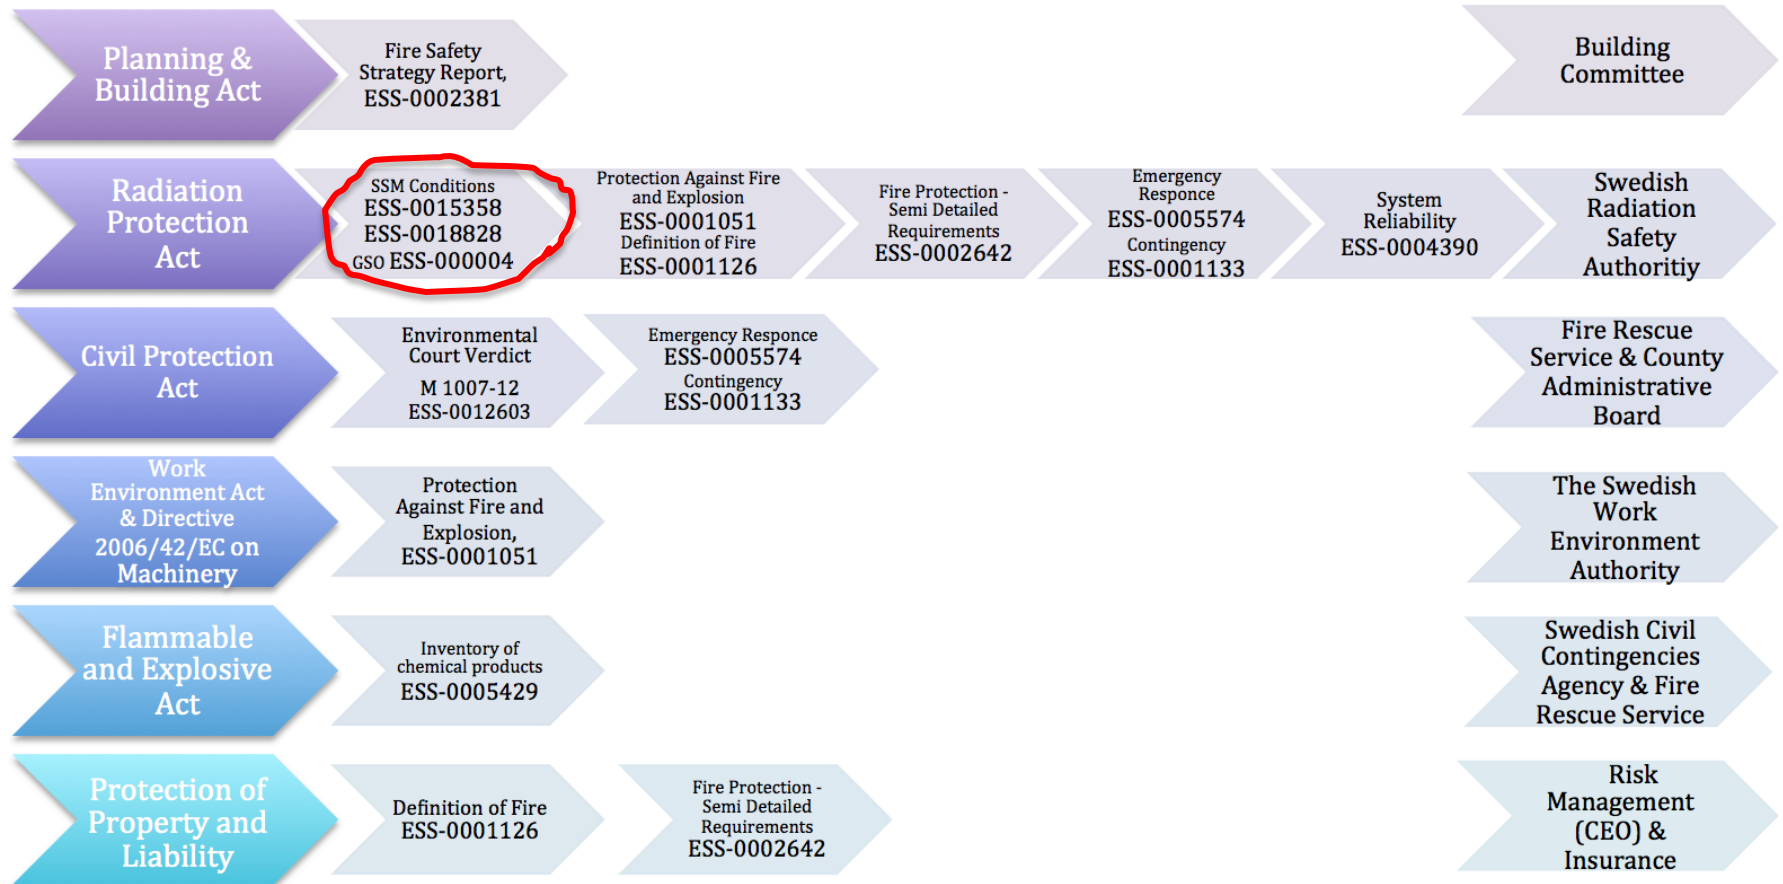 Planning &
Building Act
Fire Safety
Strategy Report,
ESS-0002381
Building
Committee
Radiation
Protection
Act
SSM Conditions
ESS-0015358
ESS-0018828
GSO ESS-000004
Protection Against Fire
and Explosion
ESS-0001051
Definition of Fire
ESS-0001126
Fire Protection -
Semi Detailed
Requirements
ESS-0002642
Emergency
Responce
ESS-0005574
Contingency
ESS-0001133
System
Reliability
ESS-0004390
Swedish
Radiation
Safety
Authoritiy
Civil Protection
Act
Environmental
Court Verdict
M 1007-12
ESS-0012603
Emergency Responce
ESS-0005574
Contingency
ESS-0001133
Fire Rescue
Service & County
Administrative
Board
Work
Environment Act
& Directive
2006/42/EC on
Machinery
Protection
Against Fire and
Explosion,
ESS-0001051
The Swedish
Work
Environment
Authority
Flammable
and Explosive
Act
Inventory of
chemical products
ESS-0005429
Swedish Civil
Contingencies
Agency & Fire
Rescue Service
Protection of
Property and
Liability
Definition of Fire
ESS-0001126
Fire Protection -
Semi Detailed
Requirements
ESS-0002642
Risk
Management
(CEO) &
Insurance